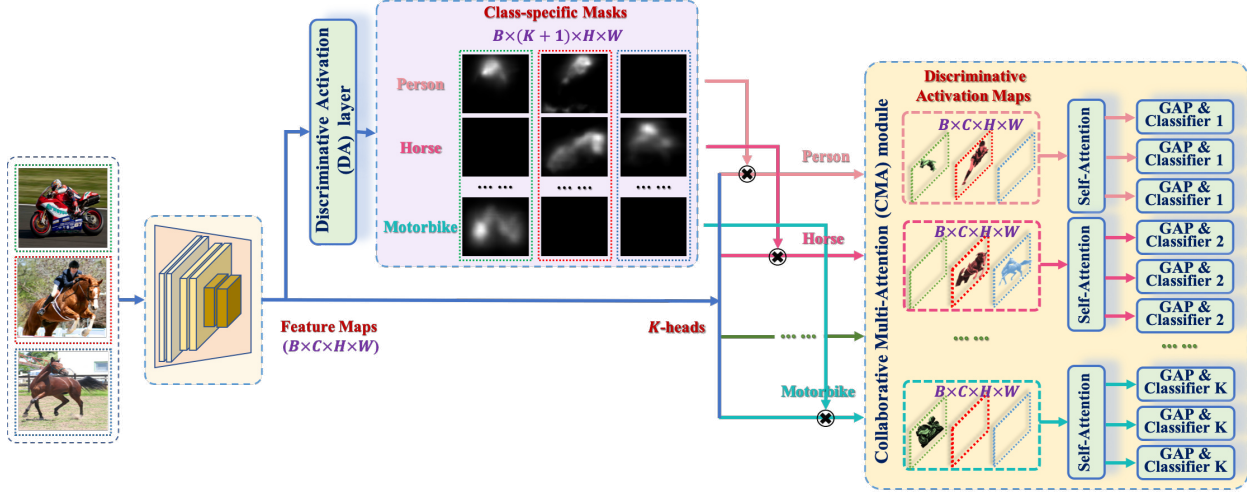 Class-specific Masks
B×(K + 1)×H×W
Discriminative Activation
(DA) layer
Person
Horse
... ...
... ...
... ...
Motorbike
Feature Maps
(B×C×H×W)
K-heads
Person
Horse
... ...
Motorbike
Collaborative Multi-Attention (CMA) module
Discriminative
Activation Maps
B×C×H×W
Self-Attention
GAP &
Classifier 1
GAP &
Classifier 1
GAP &
Classifier 1
B×C×H×W
Self-Attention
GAP &
Classifier 2
GAP &
Classifier 2
GAP &
Classifier 2
... ...
... ...
B×C×H×W
Self-Attention
GAP &
Classifier K
GAP &
Classifier K
GAP &
Classifier K